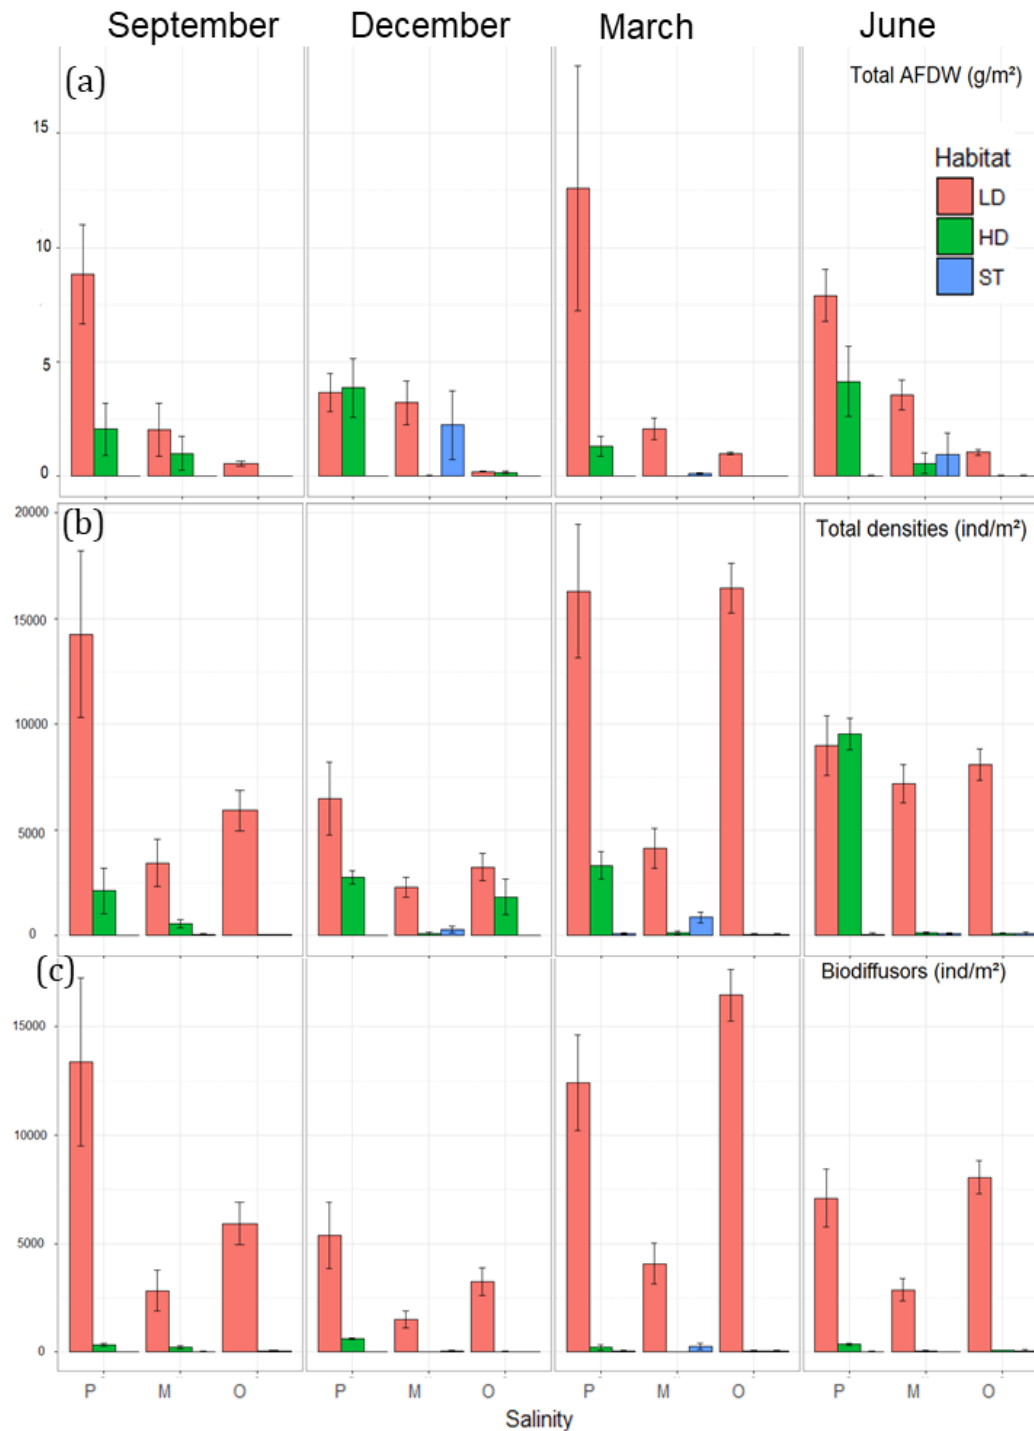 September December March June
(a) Total AFDW (g/m²)
15
10
5
0
Habitat
LD
HD
ST
(b) Total densities (ind/m²)
20000
15000
10000
5000
0
(c) Biodiffusors (ind/m²)
15000
10000
5000
0
P M O P M O P M O P M O
Salinity